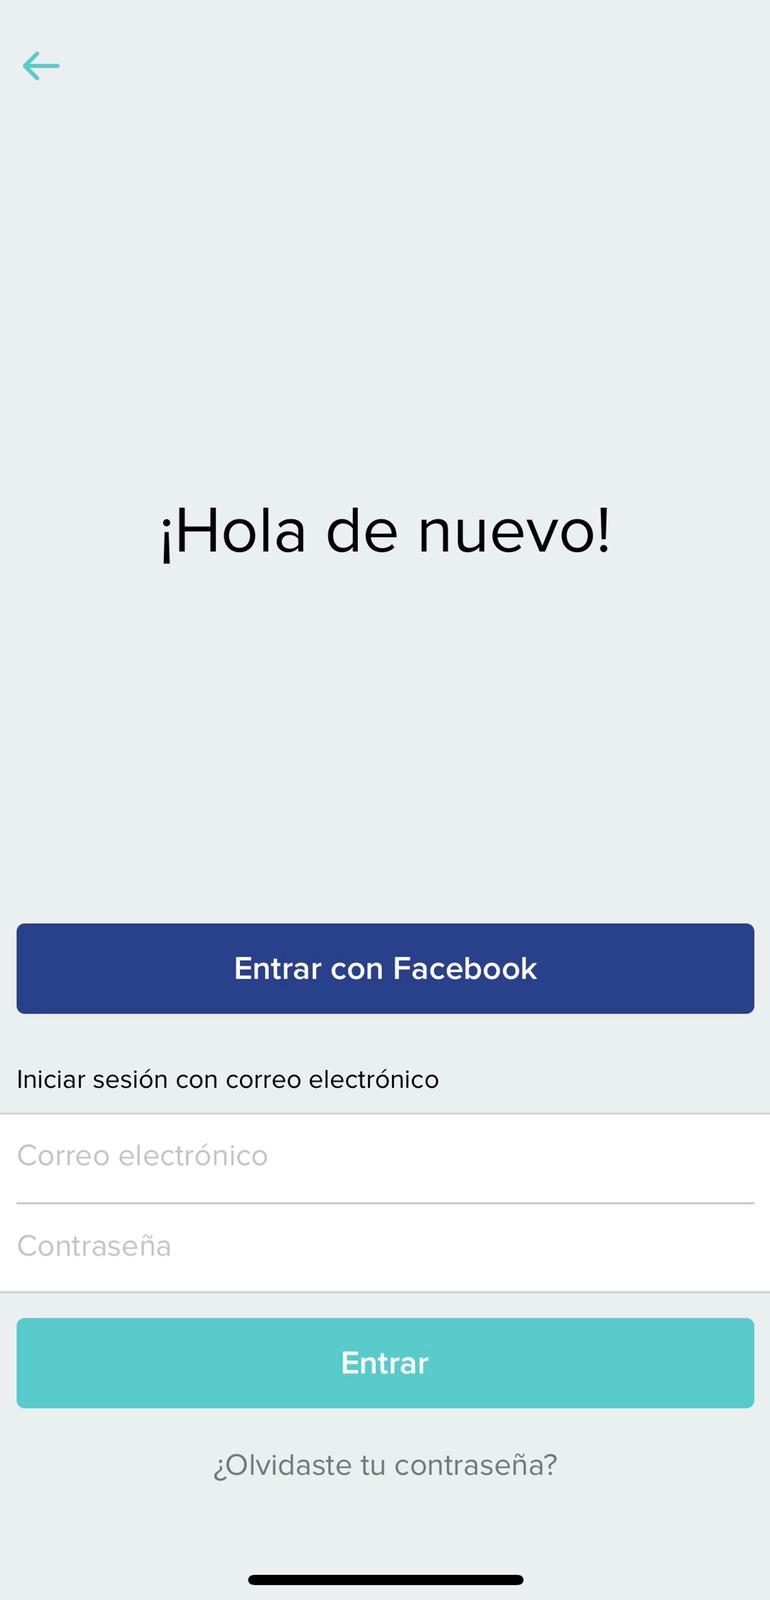 ¡Hola de nuevo!
Entrar con Facebook
Iniciar sesión con correo electrónico
Correo electrónico
Contraseña
Entrar
¿Olvidaste tu contraseña?